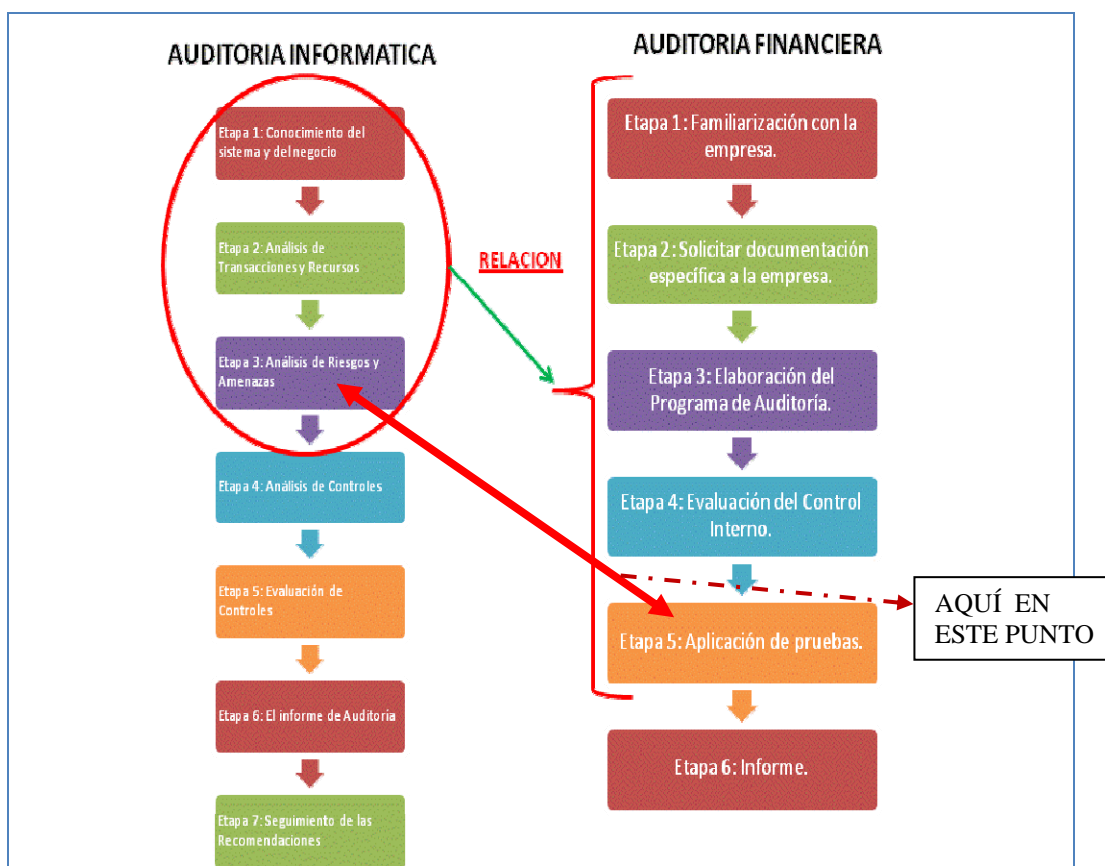 AUDITORIA INFORMATICA
Etapa 1: Conocimiento del
sistema y del negocio
Etapa 2: Análisis de
Transacciones y Recursos
Etapa 3: Análisis de Riesgos y
Amenazas
Etapa 4: Análisis de Controles
Etapa 5: Evaluación de
Controles
Etapa 6: El informe de Auditoria
Etapa 7: Seguimiento de las
Recomendaciones
RELACION
AUDITORIA FINANCIERA
Etapa 1: Familiarización con la
empresa.
Etapa 2: Solicitar documentación
específica a la empresa.
Etapa 3: Elaboración del
Programa de Auditoría.
Etapa 4: Evaluación del Control
Interno.
Etapa 5: Aplicación de pruebas.
Etapa 6: Informe.
AQUÍ EN
ESTE PUNTO